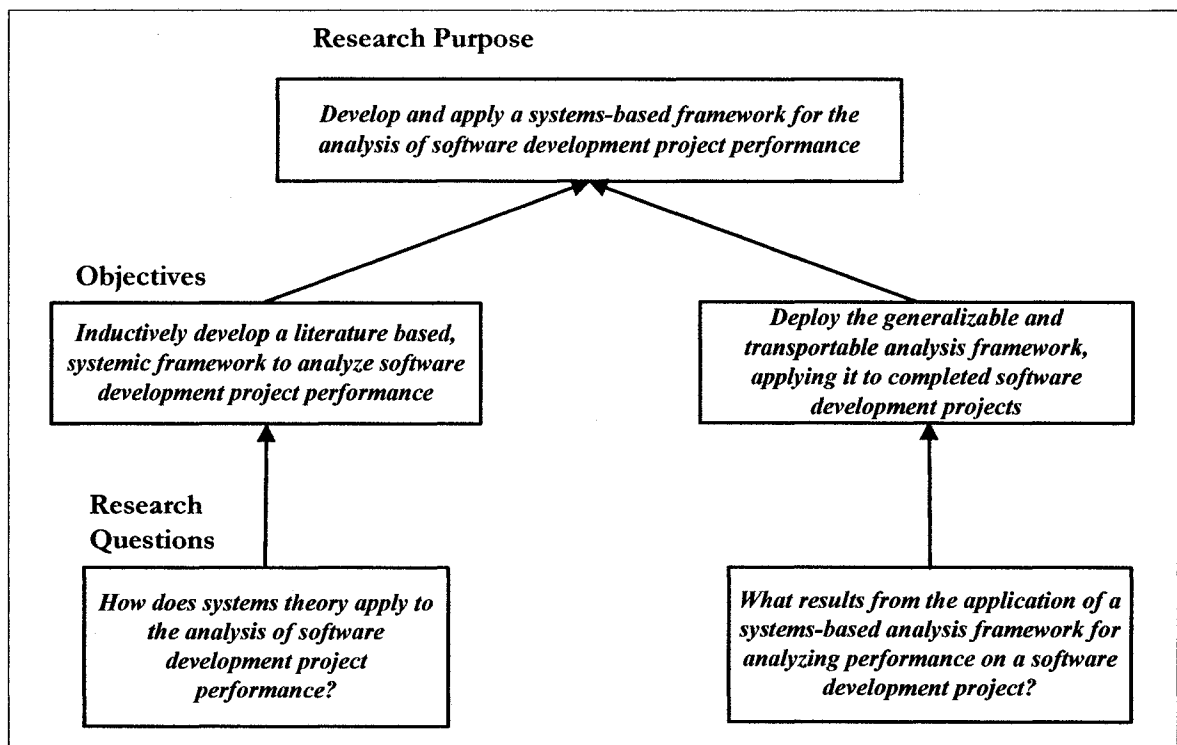 Research Purpose
Develop and apply a systems-based framework for the
analysis of software development project performance
Objectives
Inductively develop a literature based,
systemic framework to analyze software
development project performance
Deploy the generalizable and
transportable analysis framework,
applying it to completed software
development projects
Research
Questions
How does systems theory apply to
the analysis of software
development project
performance?
What results from the application of a
systems-based analysis framework for
analyzing performance on a software
development project?